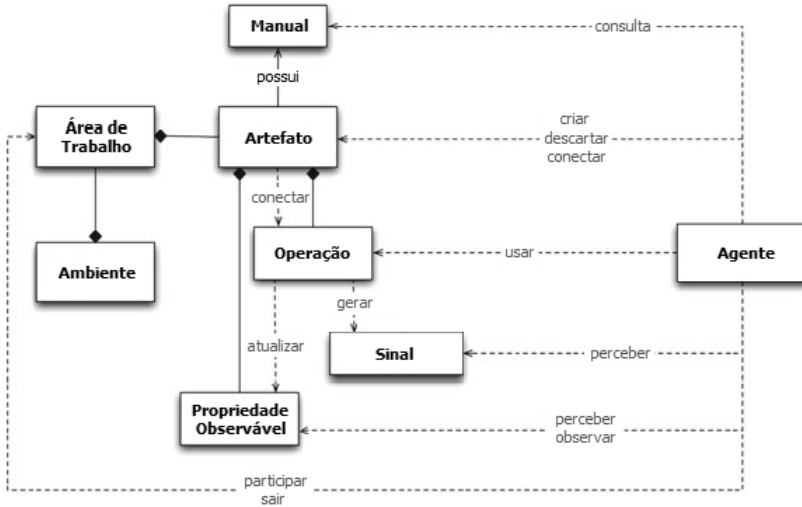 Manual
consulta
possui
Área de
Trabalho
Artefato
criar
descartar
conectar
conectar
Ambiente
Operação
usar
Agente
gerar
atualizar
Sinal
perceber
Propriedade
Observável
perceber
observar
participar
sair